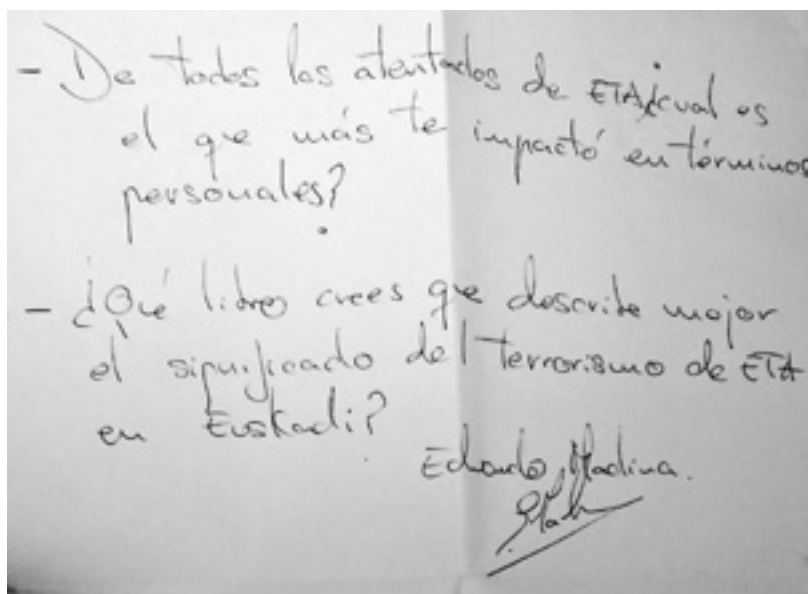 - De todos los atentados de ETA ¿cual es
el que más te impactó en términos
personales?
- ¿Qué libro crees que describe mejor
el significado del terrorismo de ETA
en Euskadi?
Eduardo Madina.